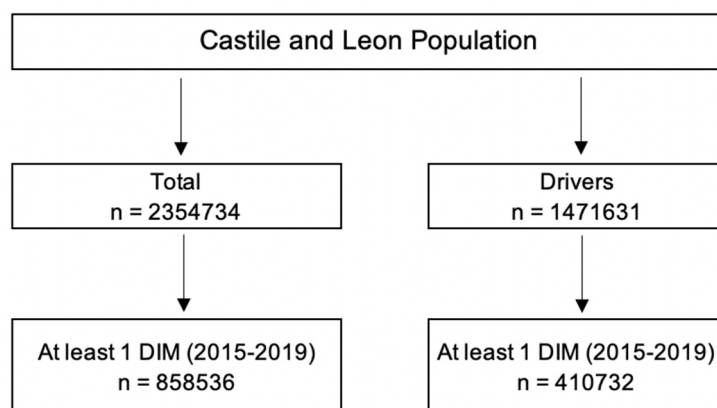 Castile and Leon Population
Total
n = 2354734
Drivers
n = 1471631
At least 1 DIM (2015-2019)
n = 858536
At least 1 DIM (2015-2019)
n = 410732